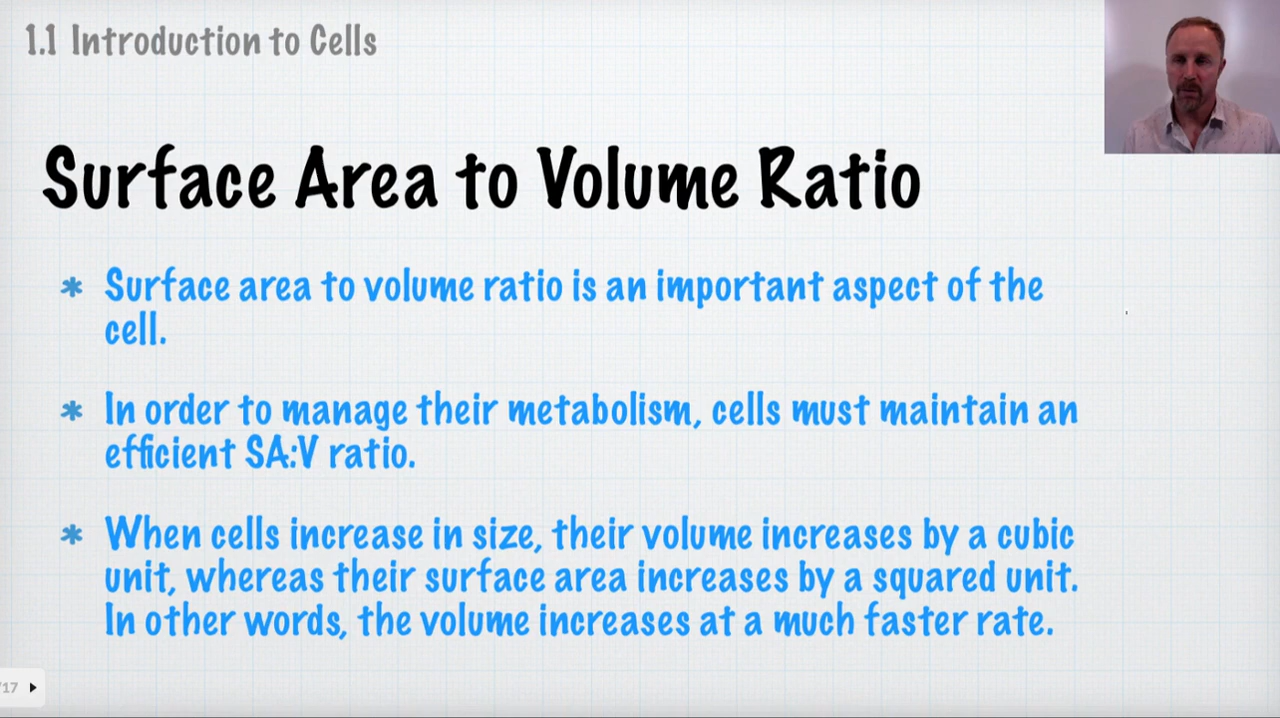 1.1 Introduction to Cells
Surface Area to Volume Ratio
* Surface area to volume ratio is an important aspect of the
cell.
* In order to manage their metabolism, cells must maintain an
efficient SA:V ratio.
* When cells increase in size, their volume increases by a cubic
unit, whereas their surface area increases by a squared unit.
In other words, the volume increases at a much faster rate.
/17